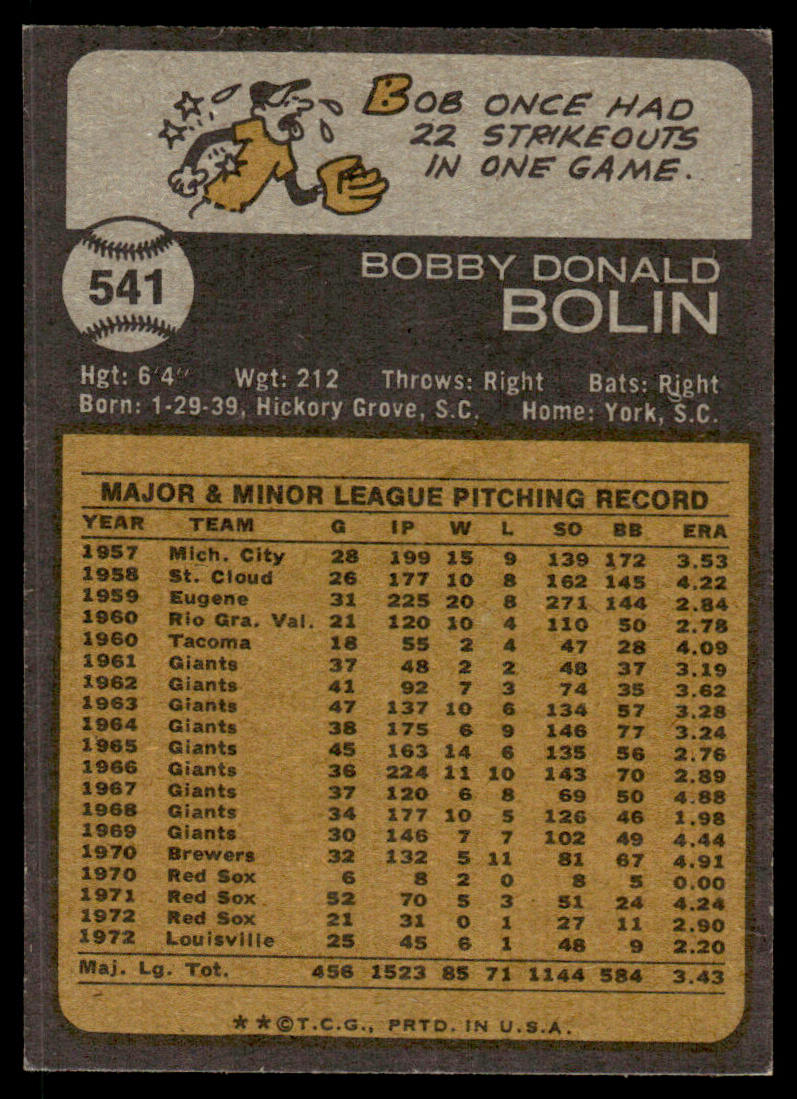 BOB ONCE HAD
22 STRIKEOUTS
IN ONE GAME.
541
BOBBY DONALD
BOLIN
Hgt: 6'4" Wgt: 212 Throws: Right Bats: Right
Born: 1-29-39, Hickory Grove, S.C. Home: York, S.C.
MAJOR & MINOR LEAGUE PITCHING RECORD
YEAR TEAM G IP W L SO BB ERA
1957 Mich. City 28 199 15 9 139 172 3.53
1958 St. Cloud 26 177 10 8 162 145 4.22
1959 Eugene 31 225 20 8 271 144 2.84
1960 Rio Gra. Val. 21 120 10 4 110 50 2.78
1960 Tacoma 18 55 2 4 47 28 4.09
1961 Giants 37 48 2 2 48 37 3.19
1962 Giants 41 92 7 3 74 35 3.62
1963 Giants 47 137 10 6 134 57 3.28
1964 Giants 38 175 6 9 146 77 3.24
1965 Giants 45 163 14 6 135 56 2.76
1966 Giants 36 224 11 10 143 70 2.89
1967 Giants 37 120 6 8 69 50 4.88
1968 Giants 34 177 10 5 126 46 1.98
1969 Giants 30 146 7 7 102 49 4.44
1970 Brewers 32 132 5 11 81 67 4.91
1970 Red Sox 6 8 2 0 8 5 0.00
1971 Red Sox 52 70 5 3 51 24 4.24
1972 Red Sox 21 31 0 1 27 11 2.90
1972 Louisville 25 45 6 1 48 9 2.20
Maj. Lg. Tot. 456 1523 85 71 1144 584 3.43
★★©T.C.G., PRTD. IN U.S.A.